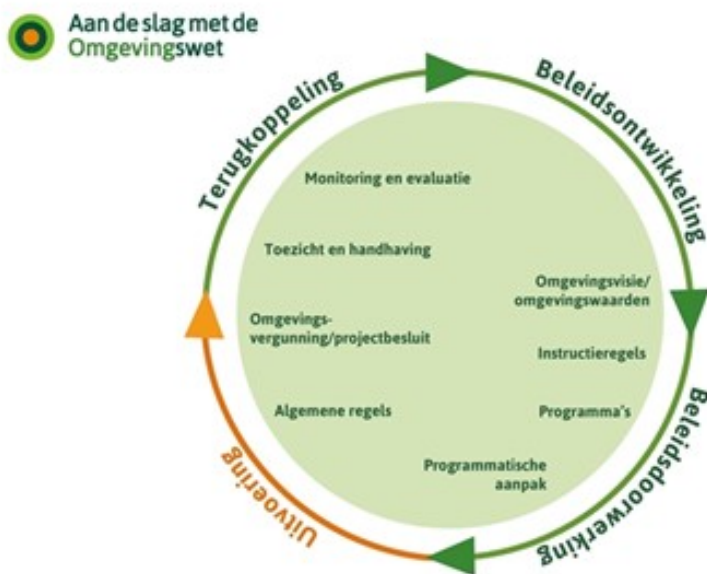 Aan de slag met de
Omgevingswet
Beleidsontwikkeling
Terugkoppeling
Monitoring en evaluatie
Toezicht en handhaving
Omgevingsvisie/
omgevingswaarden
Omgevings-
vergunning/projectbesluit
Instructieregels
Algemene regels
Programma's
Programmatische
aanpak
Beleidsdoorwerking
Uitvoering